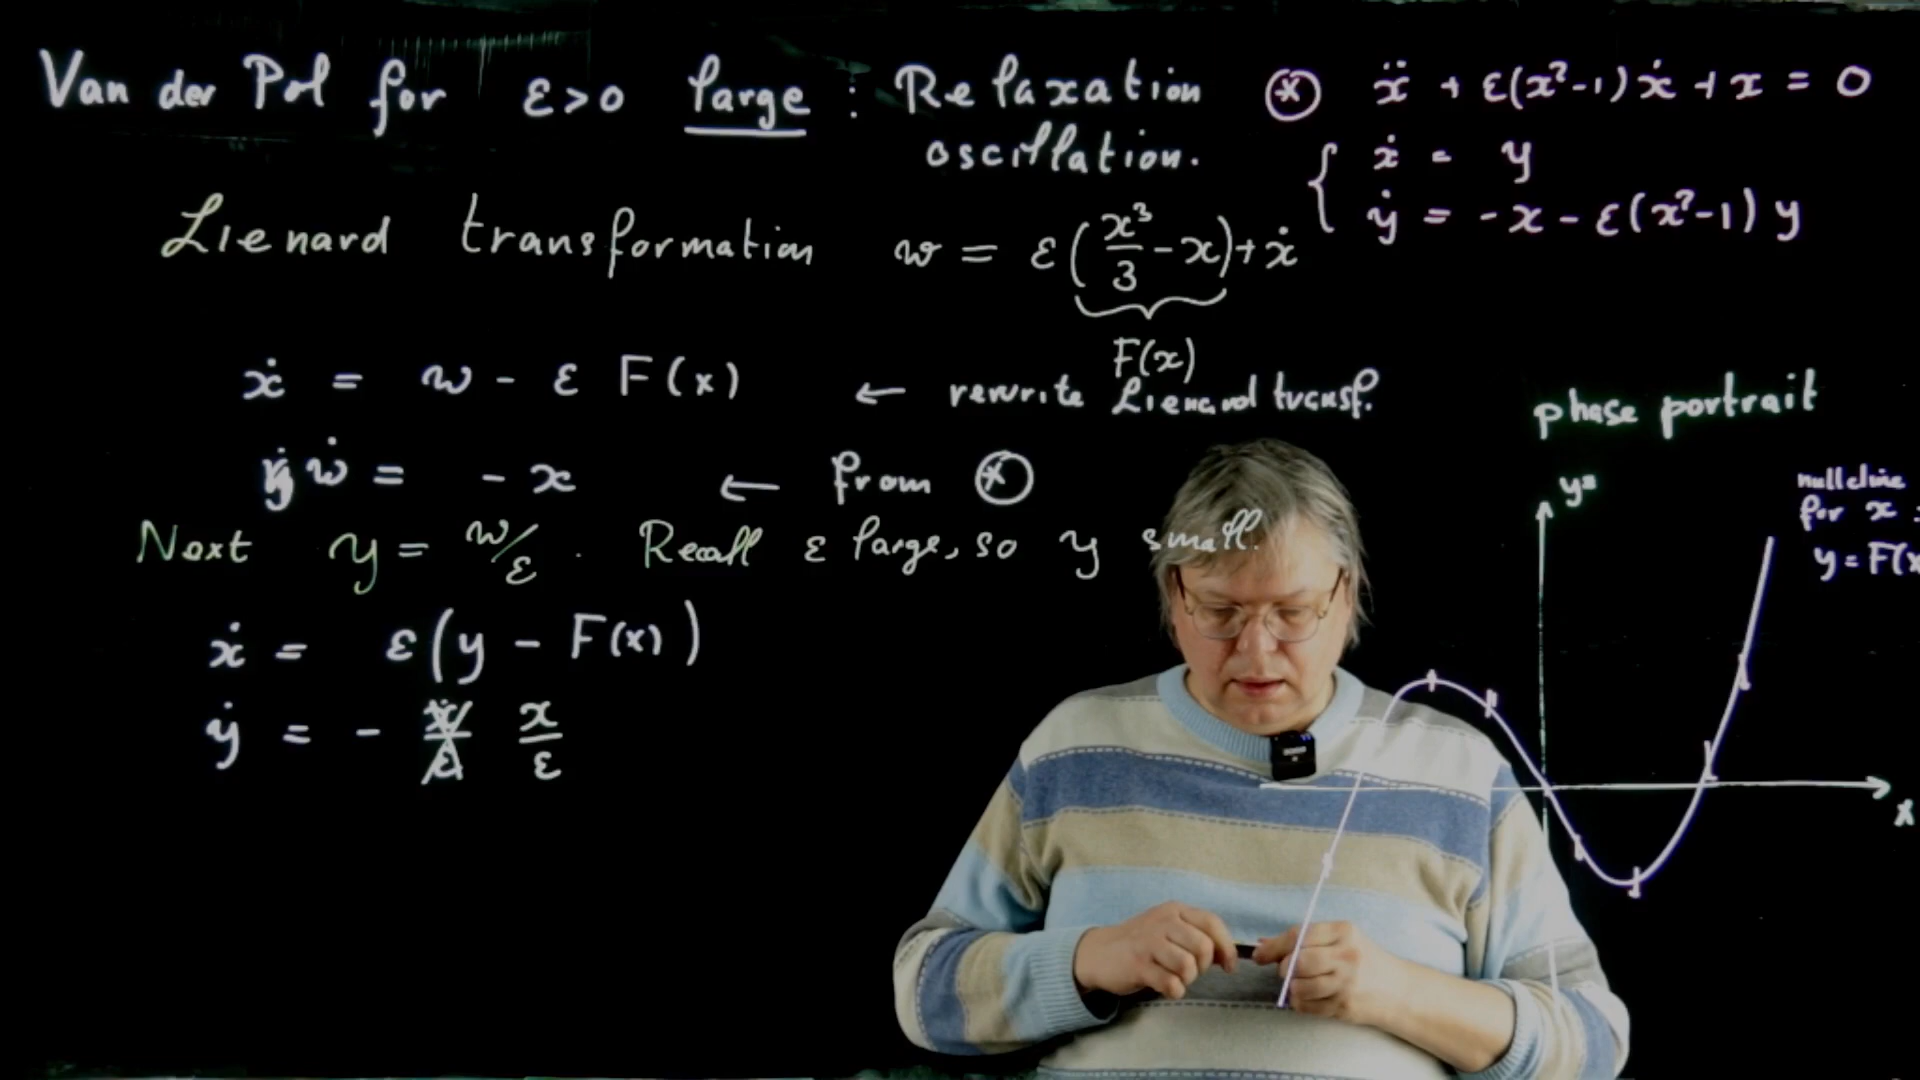 Van der Pol for ε>0 large : Relaxation oscillation.
⊛ ẍ + ε(x²-1)ẋ + x = 0
{ ẋ = y
ẏ = -x - ε(x²-1) y
Lienard transformation w = ε(x³/3 - x) + ẋ
F(x)
ẋ = w - ε F(x) ← rewrite Lienard transf.
ẇ = - x ← from ⊛
Next y = w/ε . Recall ε large, so y small.
ẋ = ε(y - F(x))
ẏ = - x/ε
phase portrait
y=
nullcline
for x =
y = F(x
x